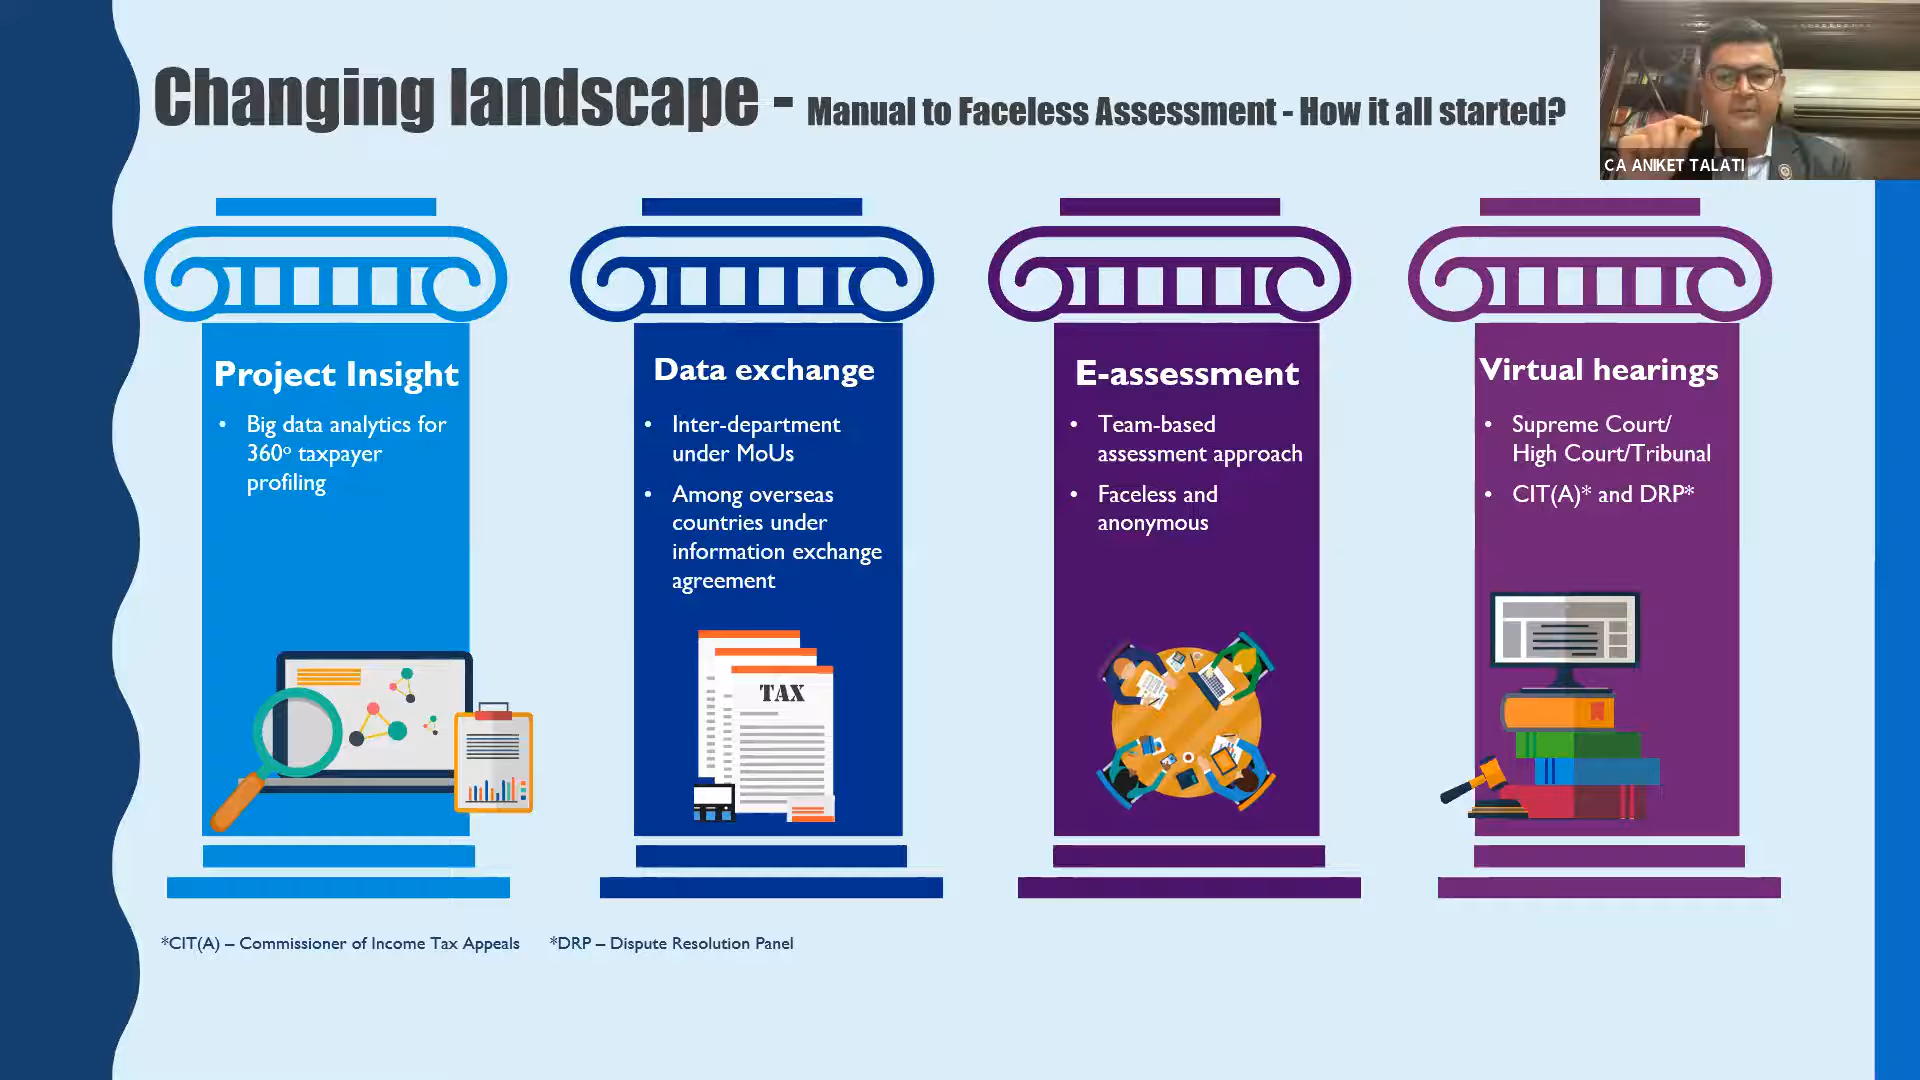 Changing landscape - Manual to Faceless Assessment - How it all started?
CA ANIKET TALATI
Project Insight
• Big data analytics for
360° taxpayer
profiling
Data exchange
• Inter-department
under MoUs
• Among overseas
countries under
information exchange
agreement
TAX
E-assessment
• Team-based
assessment approach
• Faceless and
anonymous
Virtual hearings
• Supreme Court/
High Court/Tribunal
• CIT(A)* and DRP*
*CIT(A) – Commissioner of Income Tax Appeals *DRP – Dispute Resolution Panel